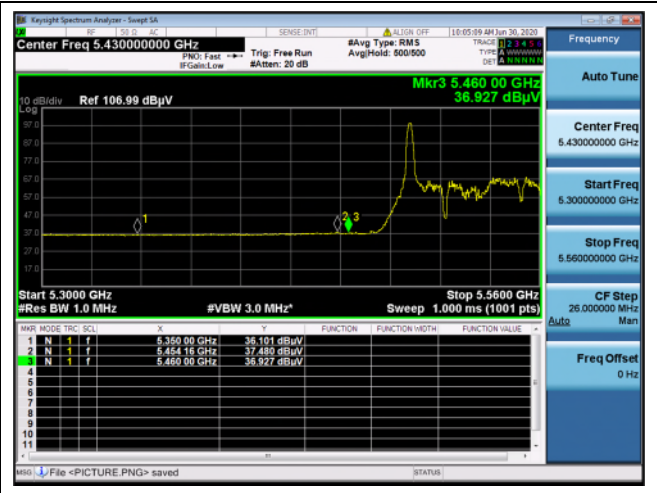 Keysight Spectrum Analyzer - Swept SA
RF 50 Ω AC SENSE:INT ALIGN OFF 10:05:09 AM Jun 30, 2020
Center Freq 5.430000000 GHz #Avg Type: RMS TRACE 1 2 3 4 5 6
PNO: Fast Trig: Free Run Avg|Hold: 500/500 TYPE A WWWWW
IFGain:Low #Atten: 20 dB DET A N N N N N
Mkr3 5.460 00 GHz
10 dB/div Ref 106.99 dBµV 36.927 dBµV
Log
97.0
87.0
77.0
67.0
57.0
47.0
37.0
27.0
17.0
1
2 3
Start 5.3000 GHz Stop 5.5600 GHz
#Res BW 1.0 MHz #VBW 3.0 MHz* Sweep 1.000 ms (1001 pts)
MKR MODE TRC SCL X Y FUNCTION FUNCTION WIDTH FUNCTION VALUE
1 N 1 f 5.350 00 GHz 36.101 dBµV
2 N 1 f 5.454 16 GHz 37.480 dBµV
3 N 1 f 5.460 00 GHz 36.927 dBµV
4
5
6
7
8
9
10
11
MSG File <PICTURE.PNG> saved STATUS
Frequency
Auto Tune
Center Freq
5.430000000 GHz
Start Freq
5.300000000 GHz
Stop Freq
5.560000000 GHz
CF Step
26.000000 MHz
Auto Man
Freq Offset
0 Hz